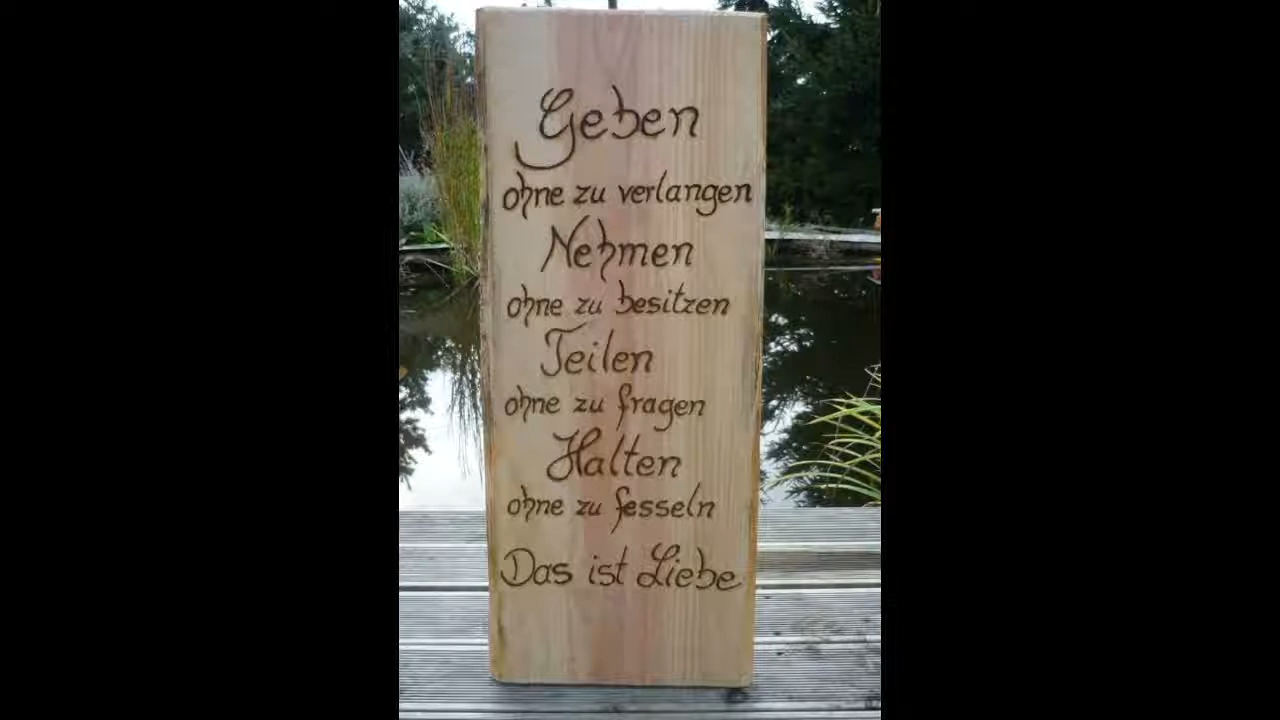 Geben
ohne zu verlangen
Nehmen
ohne zu besitzen
Teilen
ohne zu fragen
Halten
ohne zu fesseln
Das ist Liebe